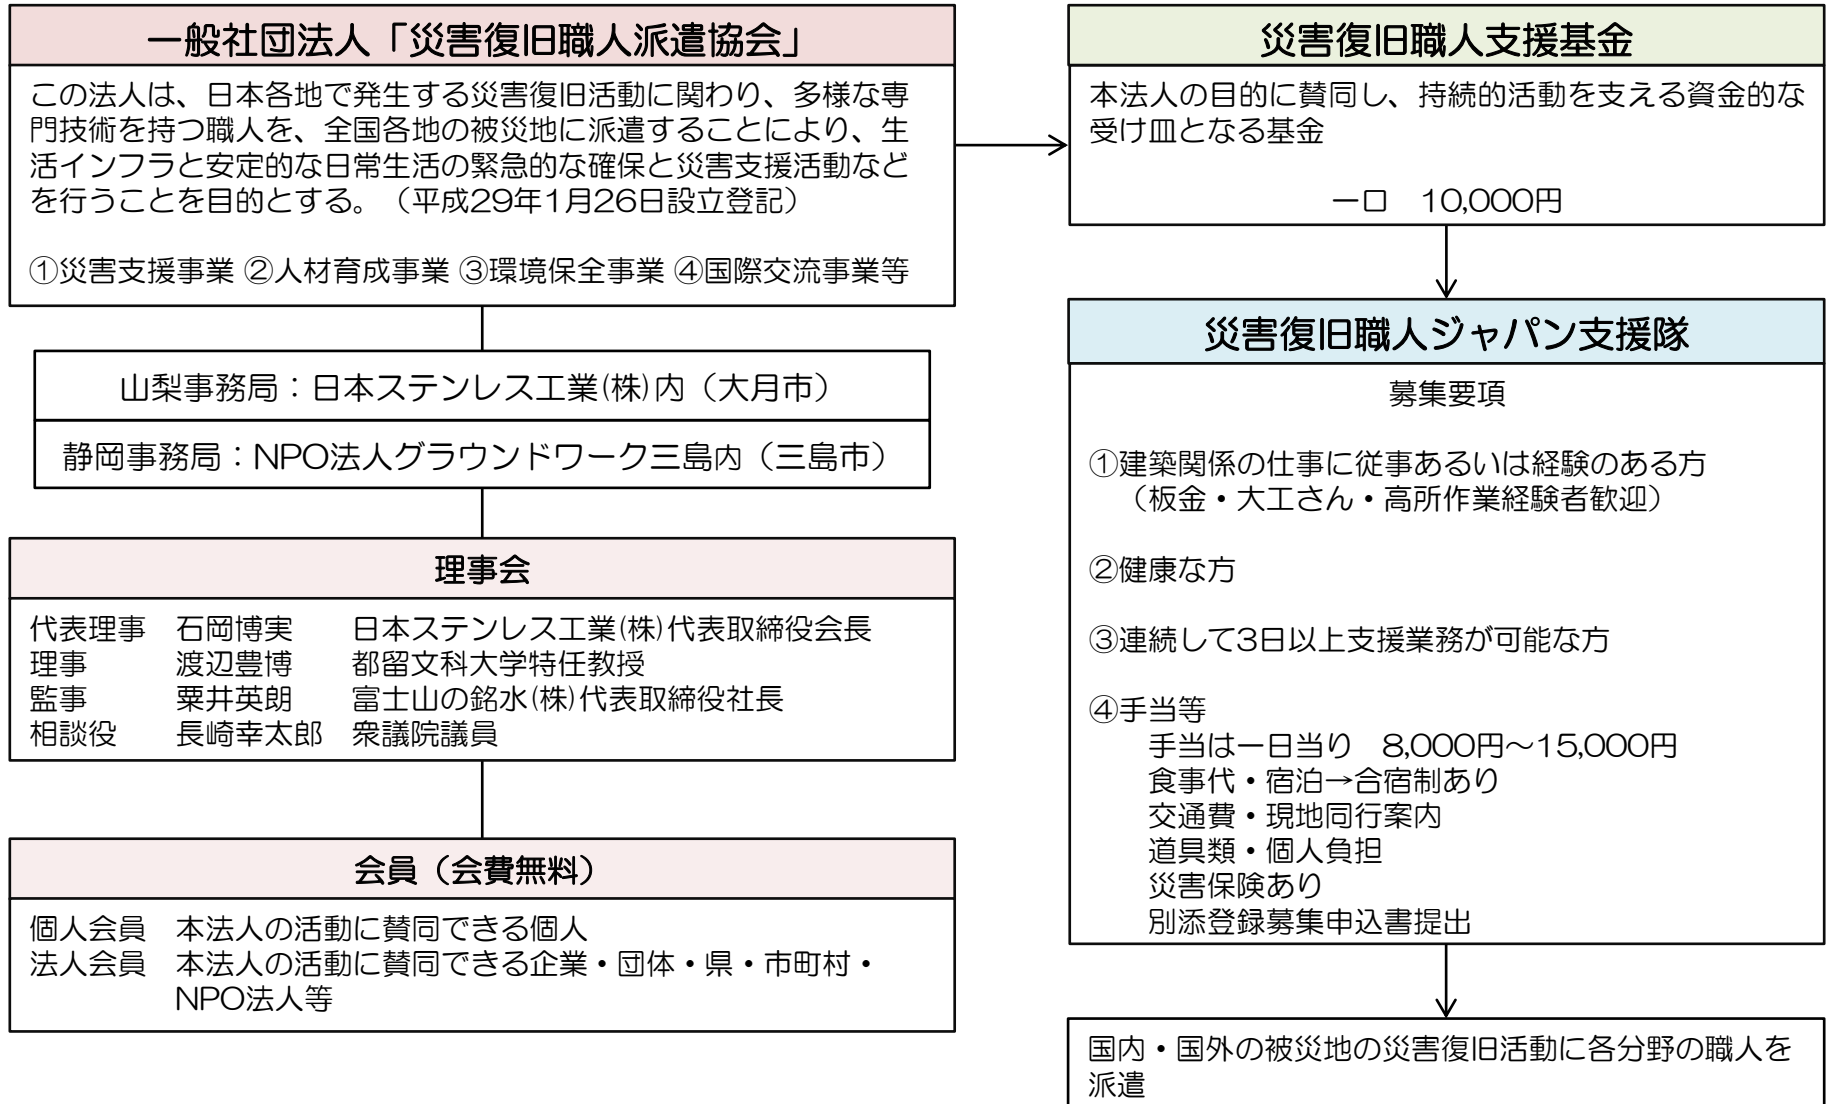 一般社団法人「災害復旧職人派遣協会」
この法人は、日本各地で発生する災害復旧活動に関わり、多様な専
門技術を持つ職人を、全国各地の被災地に派遣することにより、生
活インフラと安定的な日常生活の緊急的な確保と災害支援活動など
を行うことを目的とする。（平成29年1月26日設立登記）
①災害支援事業 ②人材育成事業 ③環境保全事業 ④国際交流事業等
山梨事務局：日本ステンレス工業(株)内（大月市）
静岡事務局：NPO法人グラウンドワーク三島内（三島市）
理事会
代表理事　石岡博実　日本ステンレス工業(株)代表取締役会長
理事　渡辺豊博　都留文科大学特任教授
監事　粟井英朗　富士山の銘水(株)代表取締役社長
相談役　長崎幸太郎　衆議院議員
会員（会費無料）
個人会員　本法人の活動に賛同できる個人
法人会員　本法人の活動に賛同できる企業・団体・県・市町村・
NPO法人等
災害復旧職人支援基金
本法人の目的に賛同し、持続的活動を支える資金的な
受け皿となる基金
一口　10,000円
災害復旧職人ジャパン支援隊
募集要項
①建築関係の仕事に従事あるいは経験のある方
（板金・大工さん・高所作業経験者歓迎）
②健康な方
③連続して3日以上支援業務が可能な方
④手当等
手当は一日当り　8,000円～15,000円
食事代・宿泊→合宿制あり
交通費・現地同行案内
道具類・個人負担
災害保険あり
別添登録募集申込書提出
国内・国外の被災地の災害復旧活動に各分野の職人を
派遣